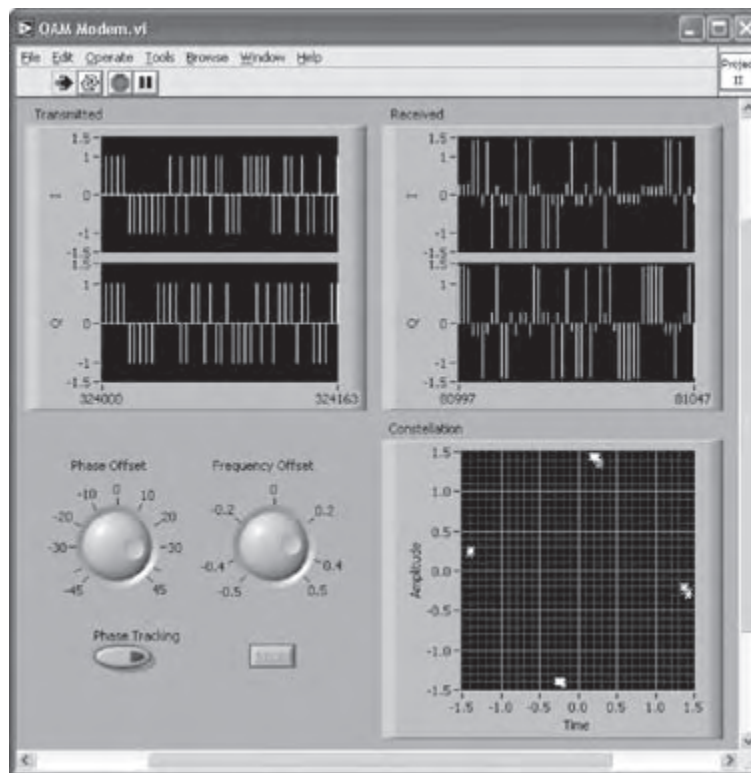 QAM Modem.vi
File Edit Operate Tools Browse Window Help
Projec
II
Transmitted
Received
1.5
1
0
-1
-1.5
I
1.5
1
0
-1
-1.5
I
1.5
1
0
-1
-1.5
Q
324000 324163
1.5
1
0
-1
-1.5
Q
80997 81047
Phase Offset
-45 -30 -20 -10 0 10 20 30 45
Frequency Offset
-0.5 -0.4 -0.2 0 0.2 0.4 0.5
Phase Tracking
Constellation
Amplitude
1.5
1.0
0.5
0.0
-0.5
-1.0
-1.5
-1.5 -1.0 -0.5 0.0 0.5 1.0 1.5
Time